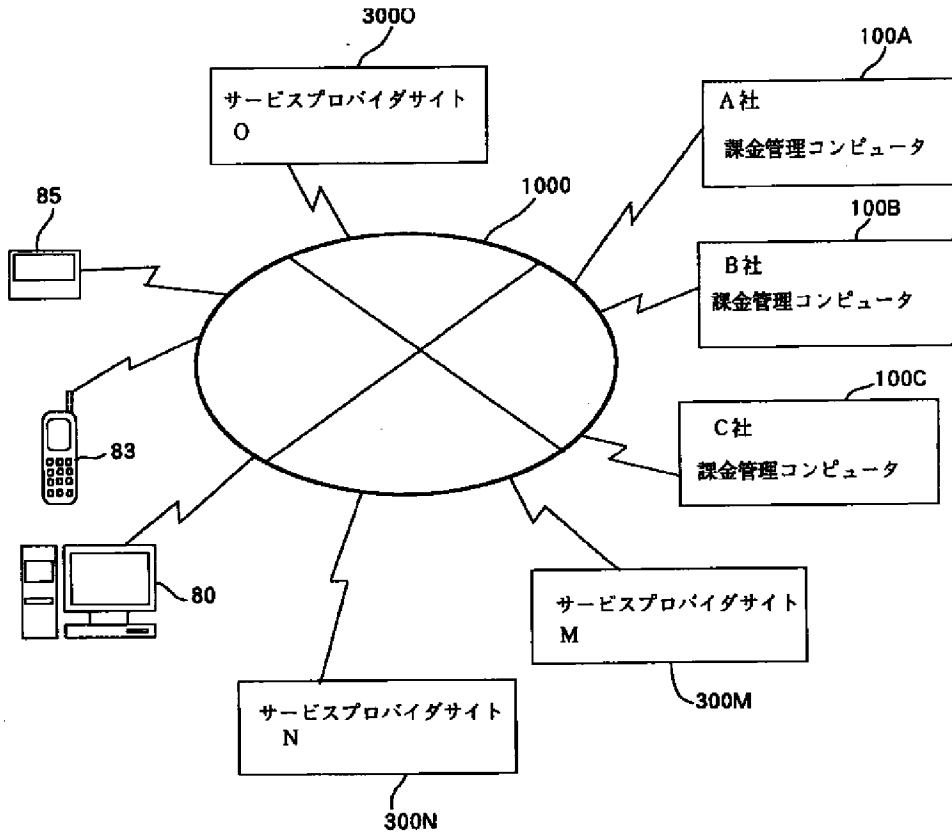 300O
サービスプロバイダサイト
O
100A
A社
課金管理コンピュータ
85
1000
100B
B社
課金管理コンピュータ
83
100C
C社
課金管理コンピュータ
80
サービスプロバイダサイト
M
300M
サービスプロバイダサイト
N
300N